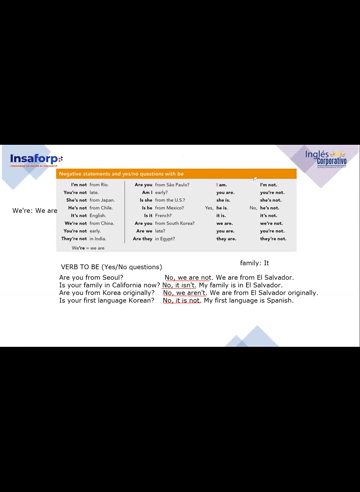 Insaforp
Inglés
Corporativo
Negative statements and yes/no questions with be
I'm not from Rio. Are you from São Paulo? I am. I'm not.
You're not late. Am I early? you are. you're not.
She's not from Japan. Is she from the U.S.? she is. she's not.
He's not from Chile. Is he from Mexico? Yes, he is. No, he's not.
It's not English. Is it French? it is. it's not.
We're not from China. Are you from South Korea? we are. we're not.
You're not early. Are we late? you are. you're not.
They're not in India. Are they in Egypt? they are. they're not.
We're = we are
We're: We are
family: It
VERB TO BE (Yes/No questions)
Are you from Seoul? No, we are not. We are from El Salvador.
Is your family in California now? No, it isn't. My family is in El Salvador.
Are you from Korea originally? No, we aren't. We are from El Salvador originally.
Is your first language Korean? No, it is not. My first language is Spanish.